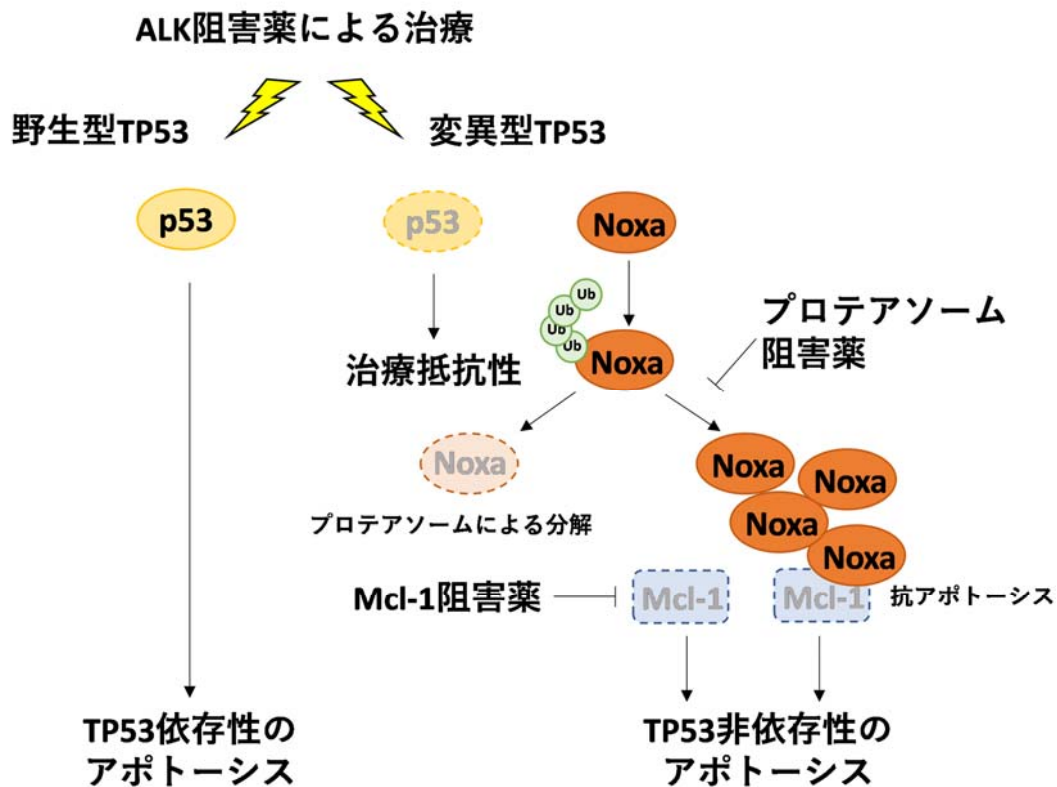 ALK阻害薬による治療
野生型TP53
変異型TP53
p53
p53
Noxa
Ub
Ub
Ub
Ub
Noxa
プロテアソーム
阻害薬
治療抵抗性
Noxa
Noxa
Noxa
Noxa
Noxa
プロテアソームによる分解
Mcl-1阻害薬
Mcl-1
Mcl-1
抗アポトーシス
TP53依存性の
アポトーシス
TP53非依存性の
アポトーシス